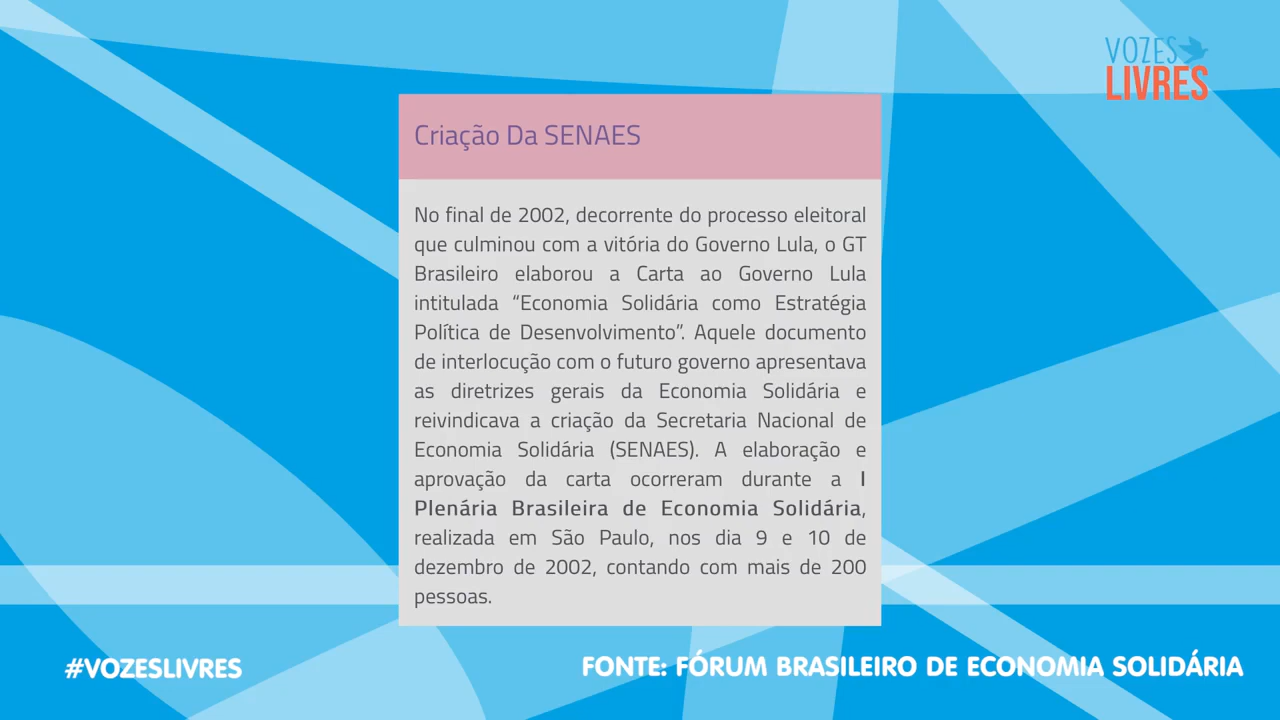 VOZES
LIVRES
Criação Da SENAES
No final de 2002, decorrente do processo eleitoral
que culminou com a vitória do Governo Lula, o GT
Brasileiro elaborou a Carta ao Governo Lula
intitulada “Economia Solidária como Estratégia
Política de Desenvolvimento”. Aquele documento
de interlocução com o futuro governo apresentava
as diretrizes gerais da Economia Solidária e
reivindicava a criação da Secretaria Nacional de
Economia Solidária (SENAES). A elaboração e
aprovação da carta ocorreram durante a I
Plenária Brasileira de Economia Solidária,
realizada em São Paulo, nos dia 9 e 10 de
dezembro de 2002, contando com mais de 200
pessoas.
#VOZESLIVRES
FONTE: FÓRUM BRASILEIRO DE ECONOMIA SOLIDÁRIA